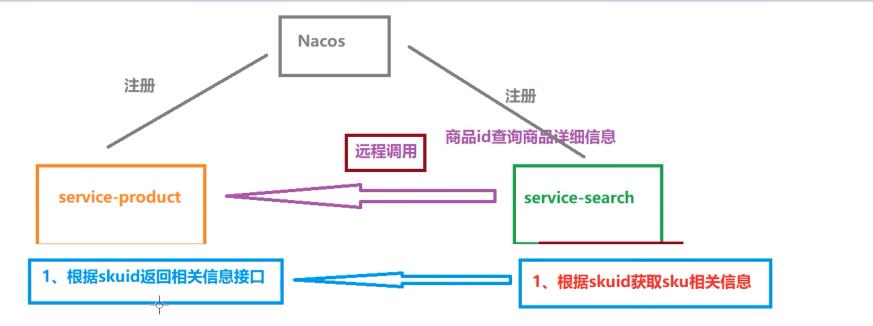 Nacos
注册
注册
商品id查询商品详细信息
远程调用
service-product
service-search
1、根据skuid返回相关信息接口
1、根据skuid获取sku相关信息